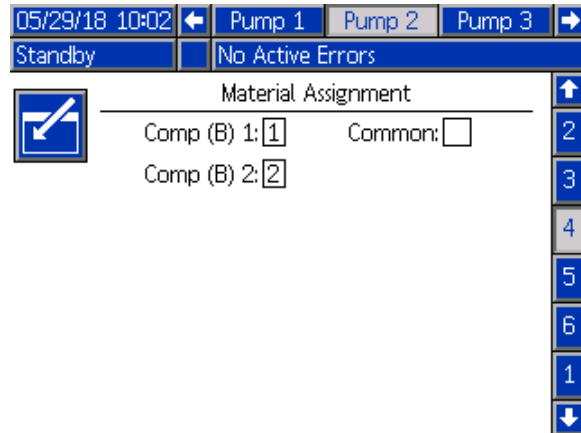 05/29/18 10:02 Pump 1 Pump 2 Pump 3
Standby No Active Errors
Material Assignment
Comp (B) 1: 1 Common:
Comp (B) 2: 2
2
3
4
5
6
1